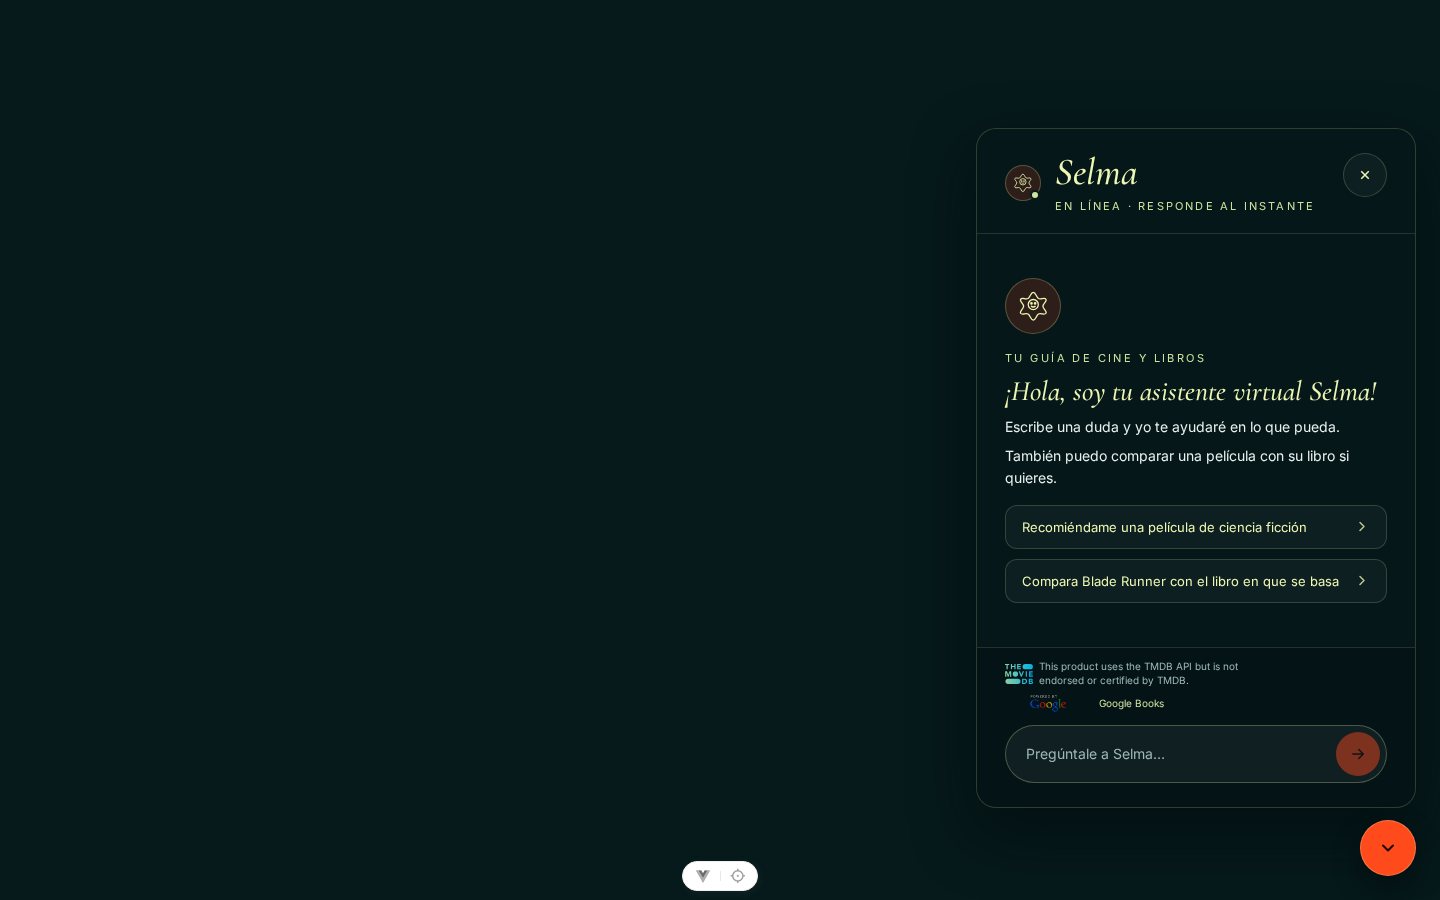 Selma
EN LÍNEA · RESPONDE AL INSTANTE
TU GUÍA DE CINE Y LIBROS
¡Hola, soy tu asistente virtual Selma!
Escribe una duda y yo te ayudaré en lo que pueda.
También puedo comparar una película con su libro si
quieres.
Recomiéndame una película de ciencia ficción
Compara Blade Runner con el libro en que se basa
THE
MOVIE
DB
This product uses the TMDB API but is not
endorsed or certified by TMDB.
POWERED BY
Google
Google Books
Pregúntale a Selma...